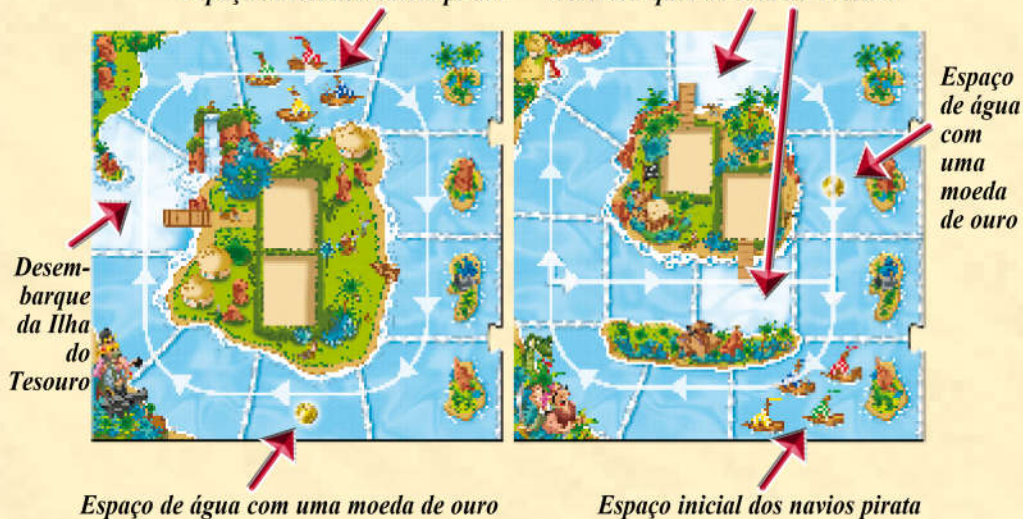 Espaço
de água
com
uma
moeda
de ouro
Desem-
barque
da Ilha
do
Tesouro
Espaço de água com uma moeda de ouro
Espaço inicial dos navios pirata